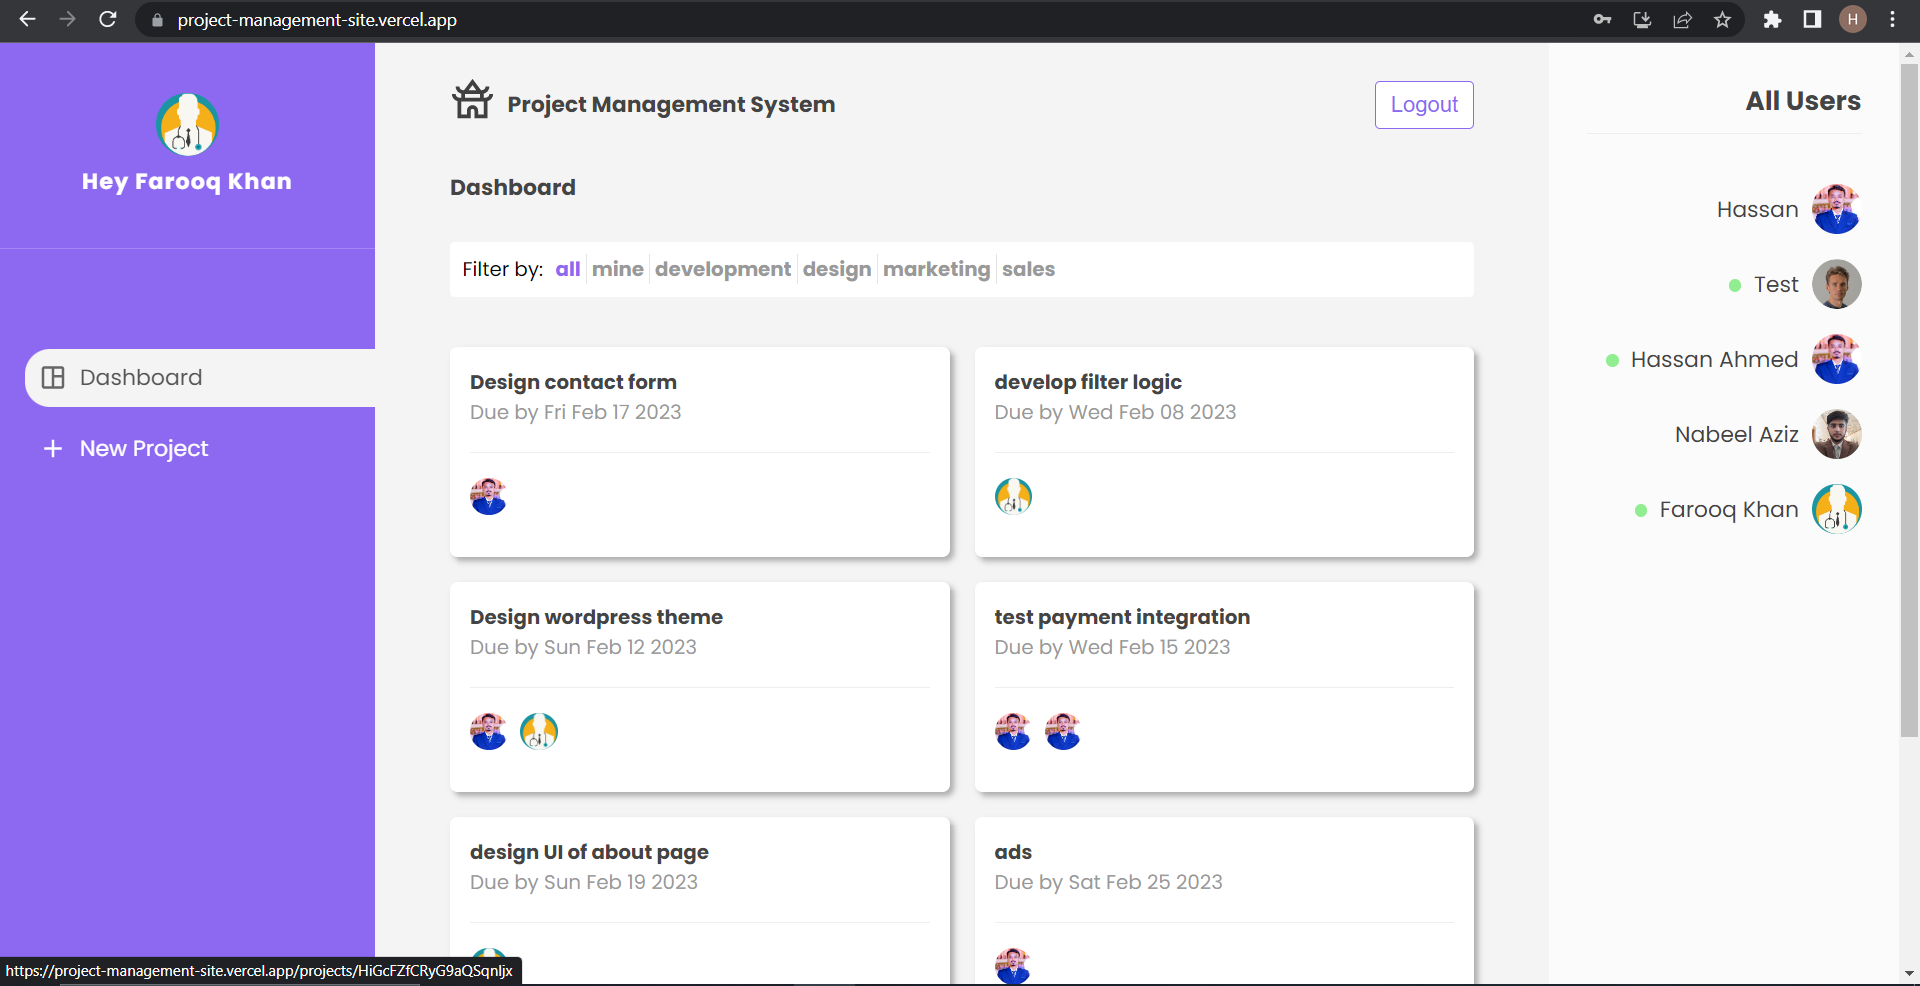 project-management-site.vercel.app
H
Hey Farooq Khan
Dashboard
New Project
Project Management System
Logout
Dashboard
Filter by: all mine development design marketing sales
Design contact form
Due by Fri Feb 17 2023
develop filter logic
Due by Wed Feb 08 2023
Design wordpress theme
Due by Sun Feb 12 2023
test payment integration
Due by Wed Feb 15 2023
design UI of about page
Due by Sun Feb 19 2023
ads
Due by Sat Feb 25 2023
All Users
Hassan
Test
Hassan Ahmed
Nabeel Aziz
Farooq Khan
https://project-management-site.vercel.app/projects/HiGcFZfCRyG9aQSqnljx